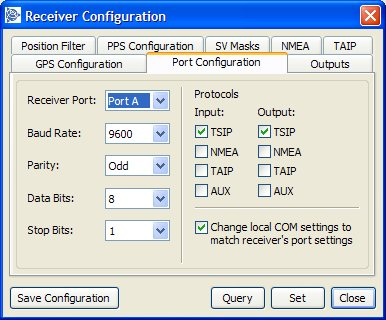 Receiver Configuration
Position Filter PPS Configuration SV Masks NMEA TAIP
GPS Configuration Port Configuration Outputs
Receiver Port: Port A
Baud Rate: 9600
Parity: Odd
Data Bits: 8
Stop Bits: 1
Protocols
Input: Output:
TSIP TSIP
NMEA NMEA
TAIP TAIP
AUX AUX
Change local COM settings to
match receiver's port settings
Save Configuration Query Set Close